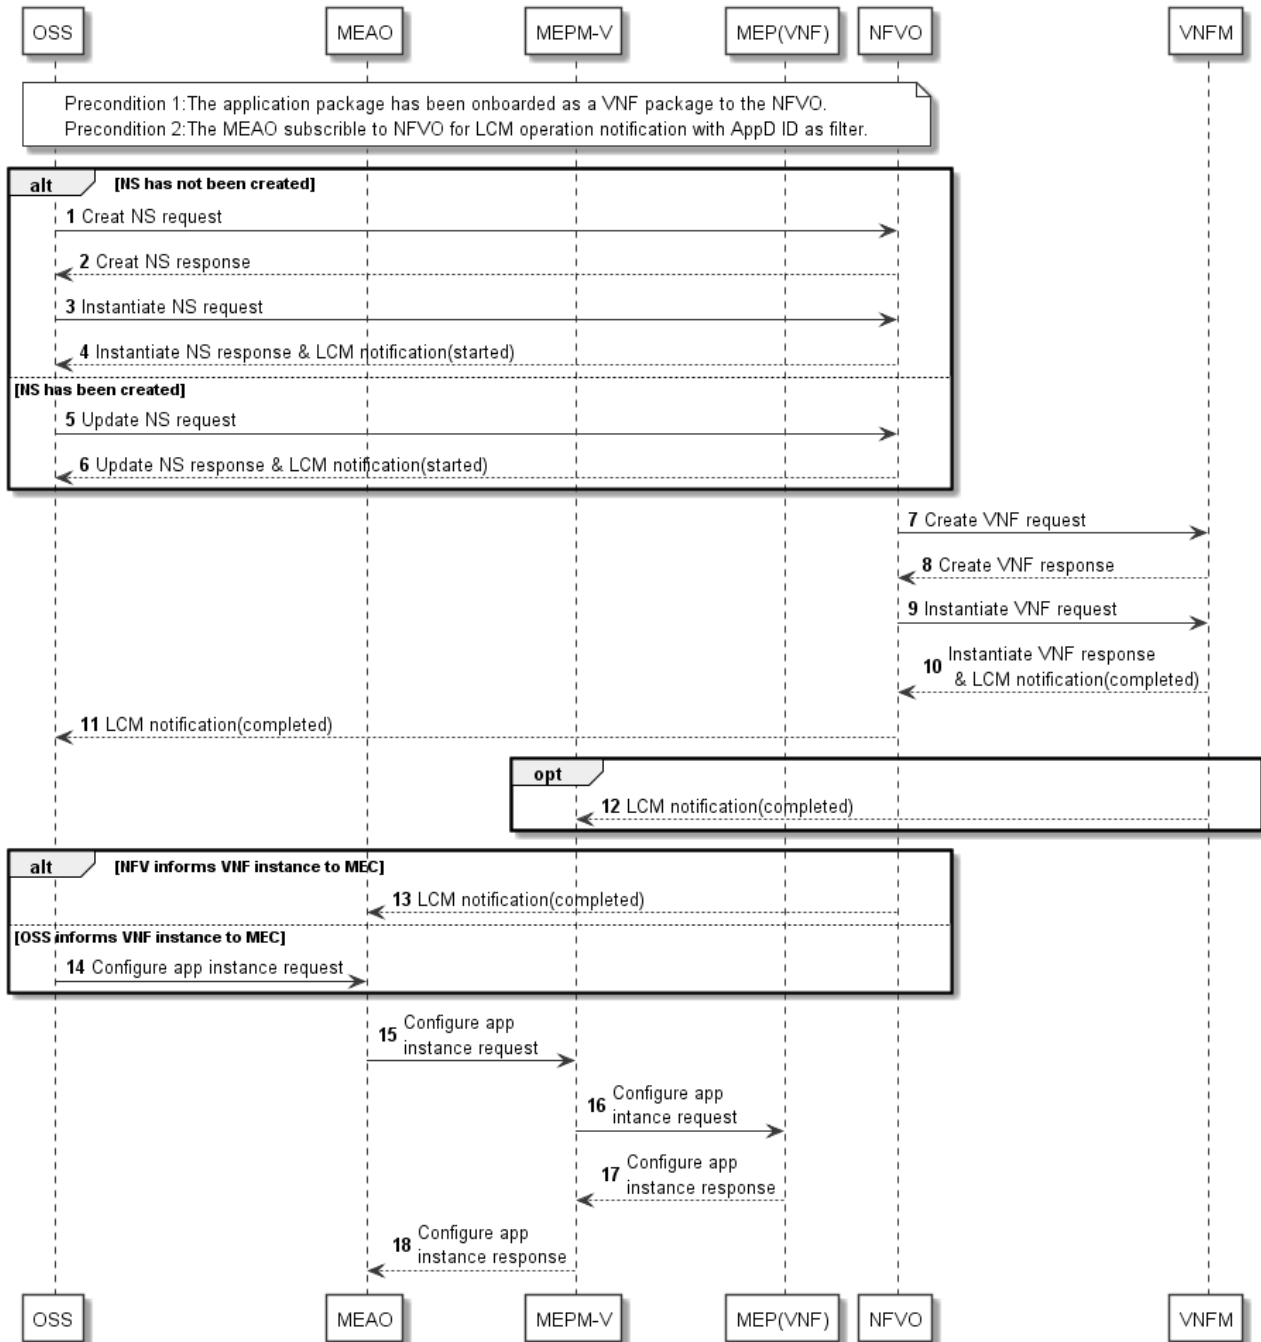 OSS MEAO MEPM-V MEP(VNF) NFVO VNFM
Precondition 1:The application package has been onboarded as a VNF package to the NFVO.
Precondition 2:The MEAO subscrible to NFVO for LCM operation notification with AppD ID as filter.
alt [NS has not been created]
1 Creat NS request
2 Creat NS response
3 Instantiate NS request
4 Instantiate NS response & LCM notification(started)
[NS has been created]
5 Update NS request
6 Update NS response & LCM notification(started)
7 Create VNF request
8 Create VNF response
9 Instantiate VNF request
10 Instantiate VNF response
& LCM notification(completed)
11 LCM notification(completed)
opt
12 LCM notification(completed)
alt [NFV informs VNF instance to MEC]
13 LCM notification(completed)
[OSS informs VNF instance to MEC]
14 Configure app instance request
15 Configure app
instance request
16 Configure app
intance request
17 Configure app
instance response
18 Configure app
instance response
OSS MEAO MEPM-V MEP(VNF) NFVO VNFM